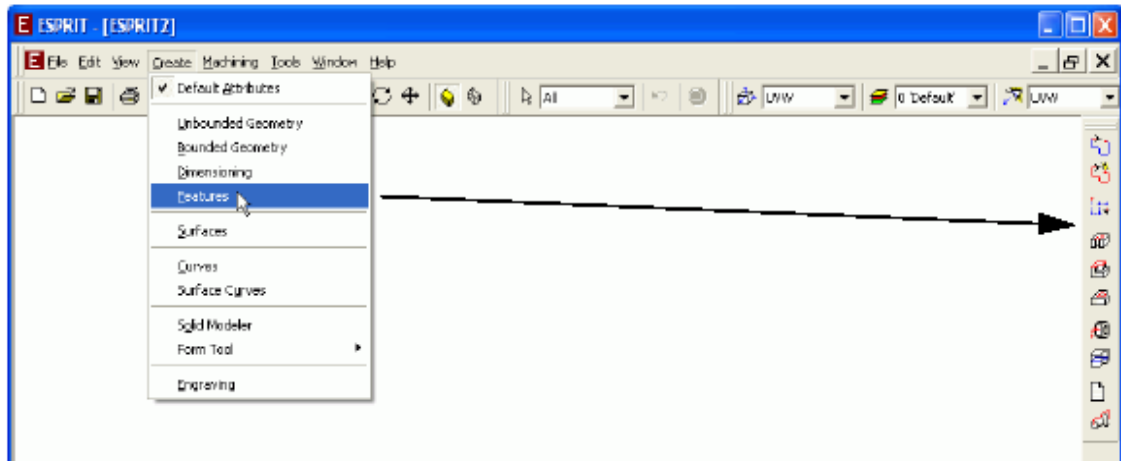 ESPRIT - [ESPRIT2]
File Edit View Create Machining Tools Window Help
Default Attributes
All
UVW
0 'Default'
UVW
Unbounded Geometry
Bounded Geometry
Dimensioning
Features
Surfaces
Curves
Surface Curves
Solid Modeler
Form Tool
Engraving